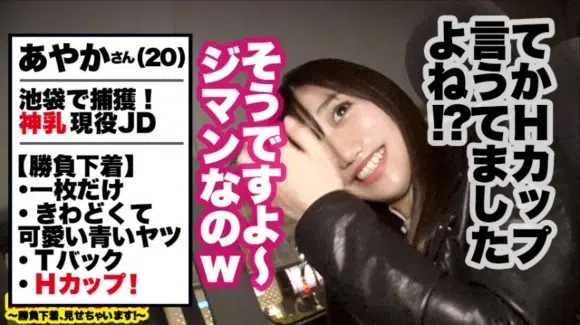 あやかさん(20)
池袋で捕獲！
神乳 現役JD
【勝負下着】
・一枚だけ
・きわどくて
可愛い青いヤツ
・Tバック
・Hカップ！
～勝負下着、見せちゃいます！～
てかHカップ
言うてました
よね!?
そうですよ～
ジマンなのw